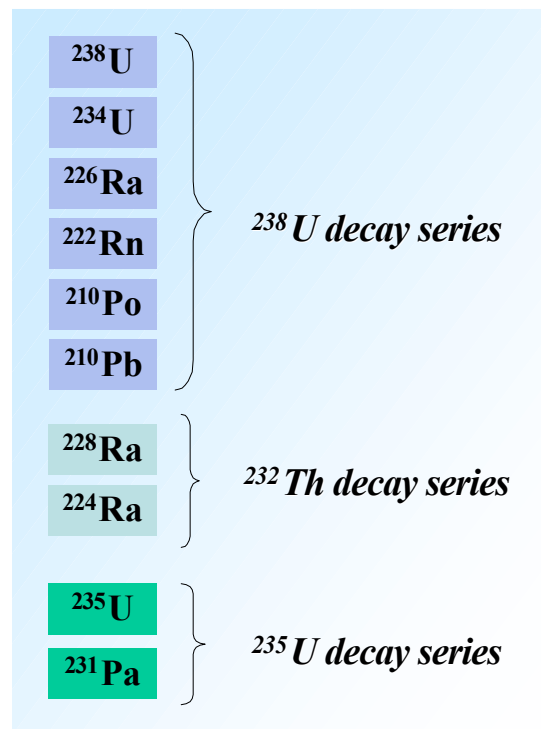 ²³⁸U
²³⁴U
²²⁶Ra
²²²Rn
²¹⁰Po
²¹⁰Pb
²³⁸U decay series
²²⁸Ra
²²⁴Ra
²³²Th decay series
²³⁵U
²³¹Pa
²³⁵U decay series